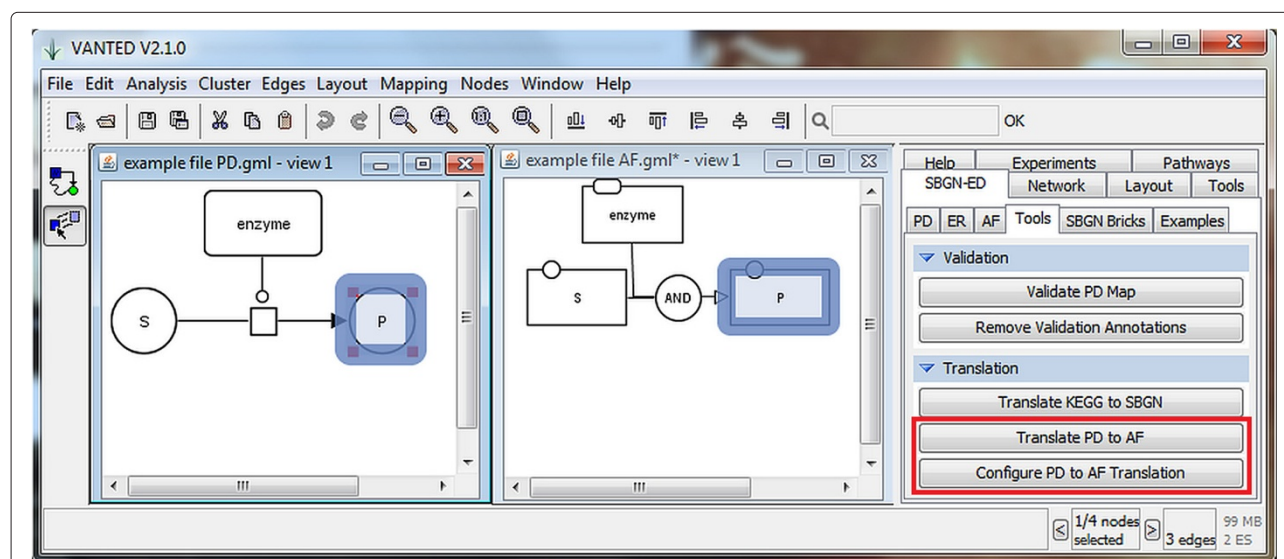 VANTED V2.1.0
File Edit Analysis Cluster Edges Layout Mapping Nodes Window Help
OK
example file PD.gml - view 1
example file AF.gml* - view 1
Help Experiments Pathways
SBGN-ED Network Layout Tools
PD ER AF Tools SBGN Bricks Examples
enzyme
S
P
enzyme
S
AND
P
Validation
Validate PD Map
Remove Validation Annotations
Translation
Translate KEGG to SBGN
Translate PD to AF
Configure PD to AF Translation
< 1/4 nodes selected > 3 edges
99 MB
2 ES